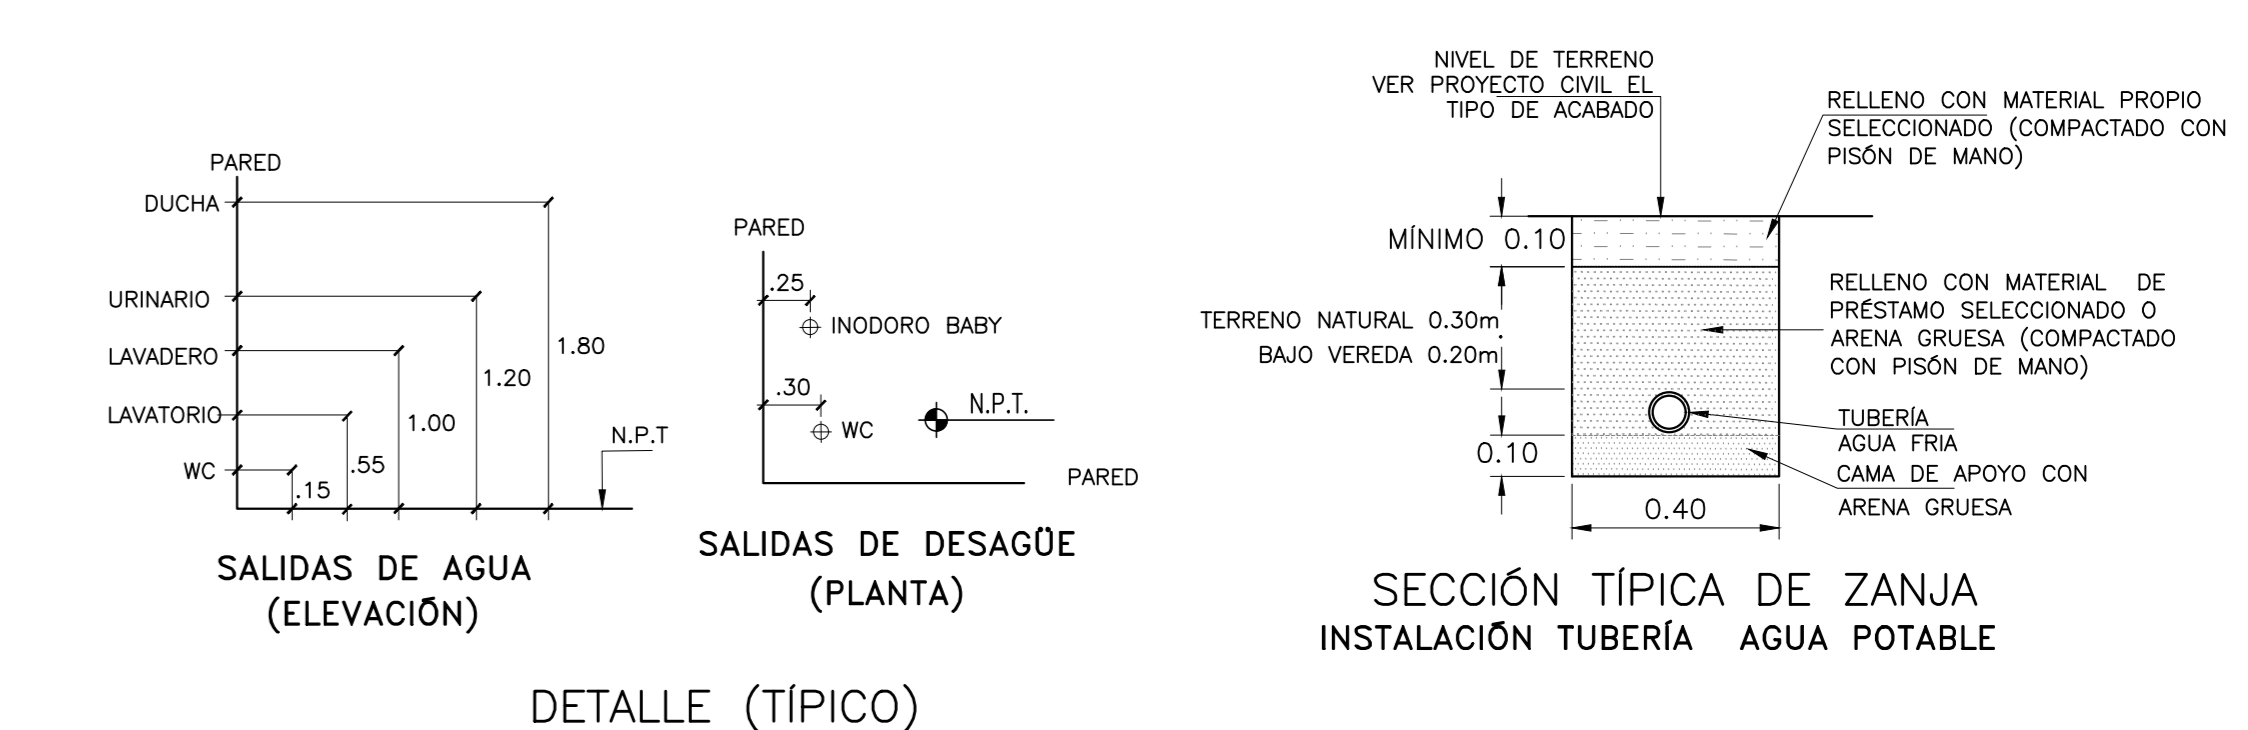 PARED
DUCHA
URINARIO
LAVADERO
LAVATORIO
WC
.15
.55
1.00
1.20
1.80
N.P.T
SALIDAS DE AGUA
(ELEVACIÓN)
PARED
.25
INODORO BABY
.30
WC
N.P.T.
PARED
SALIDAS DE DESAGÜE
(PLANTA)
DETALLE (TÍPICO)
NIVEL DE TERRENO
VER PROYECTO CIVIL EL
TIPO DE ACABADO
RELLENO CON MATERIAL PROPIO
SELECCIONADO (COMPACTADO CON
PISÓN DE MANO)
MÍNIMO 0.10
TERRENO NATURAL 0.30m.
BAJO VEREDA 0.20m
RELLENO CON MATERIAL DE
PRÉSTAMO SELECCIONADO O
ARENA GRUESA (COMPACTADO
CON PISÓN DE MANO)
TUBERÍA
AGUA FRIA
0.10
CAMA DE APOYO CON
ARENA GRUESA
0.40
SECCIÓN TÍPICA DE ZANJA
INSTALACIÓN TUBERÍA AGUA POTABLE